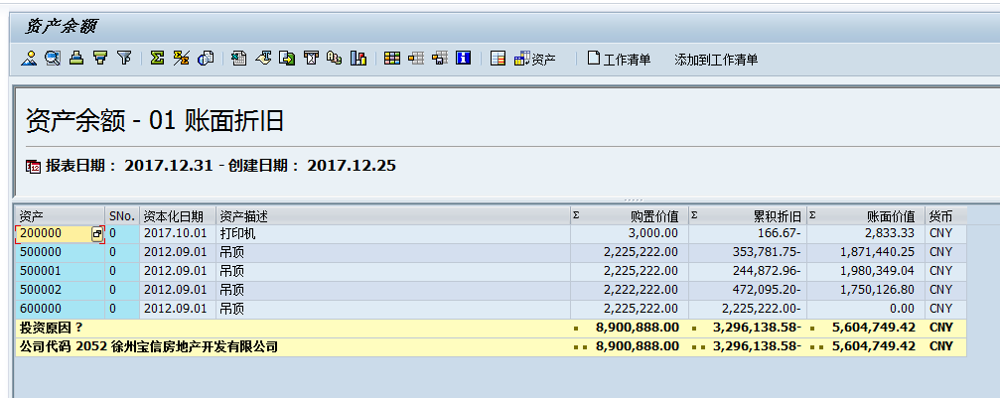 资产余额
资产 工作清单 添加到工作清单
资产余额 - 01 账面折旧
报表日期： 2017.12.31 - 创建日期： 2017.12.25
资产 SNo. 资本化日期 资产描述 Σ 购置价值 Σ 累积折旧 Σ 账面价值 货币
200000 0 2017.10.01 打印机 3,000.00 166.67- 2,833.33 CNY
500000 0 2012.09.01 吊顶 2,225,222.00 353,781.75- 1,871,440.25 CNY
500001 0 2012.09.01 吊顶 2,225,222.00 244,872.96- 1,980,349.04 CNY
500002 0 2012.09.01 吊顶 2,222,222.00 472,095.20- 1,750,126.80 CNY
600000 0 2012.09.01 吊顶 2,225,222.00 2,225,222.00- 0.00 CNY
投资原因？ 8,900,888.00 3,296,138.58- 5,604,749.42 CNY
公司代码 2052 徐州宝信房地产开发有限公司 8,900,888.00 3,296,138.58- 5,604,749.42 CNY